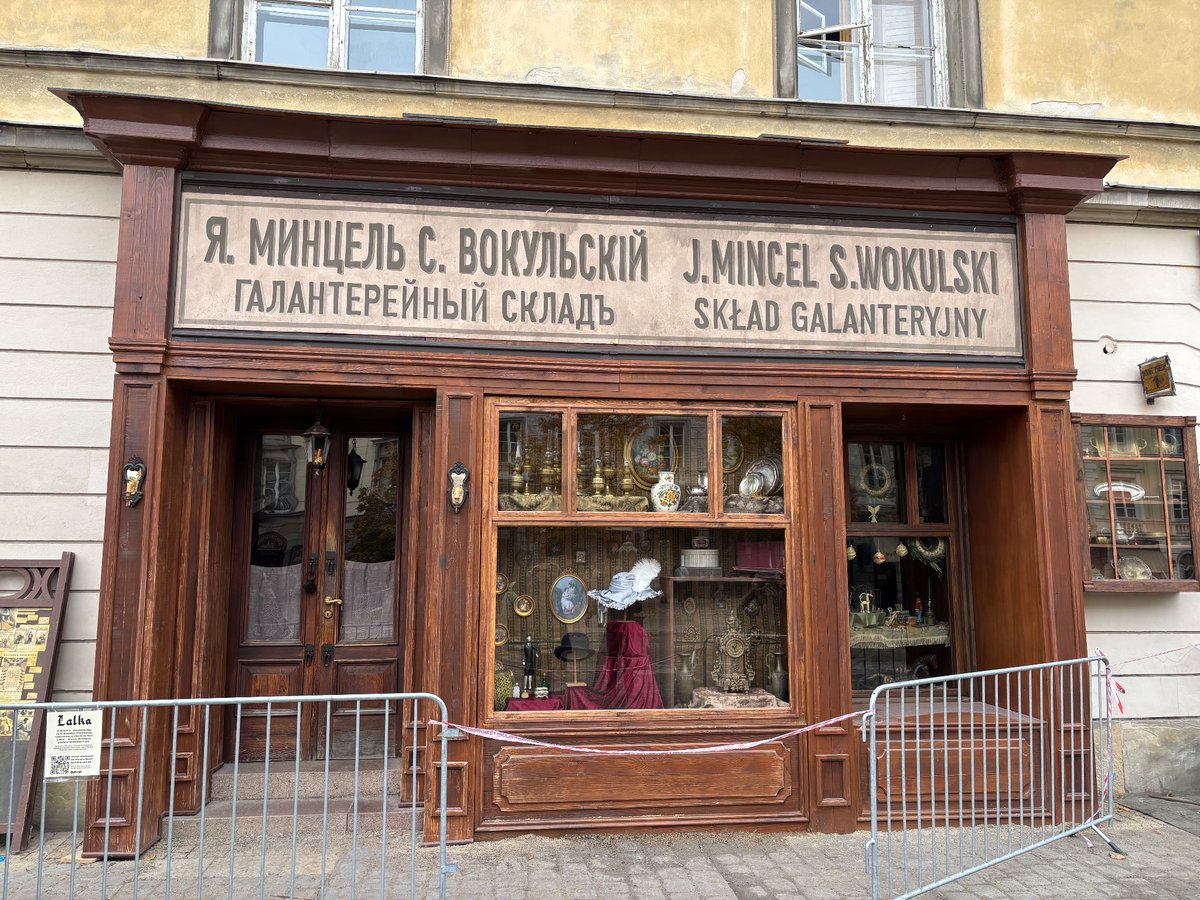 Я. МИНЦЕЛЬ С. ВОКУЛЬСКІЙ
ГАЛАНТЕРЕЙНЫЙ СКЛАДЪ
J.MINCEL S.WOKULSKI
SKŁAD GALANTERYJNY
Lalka